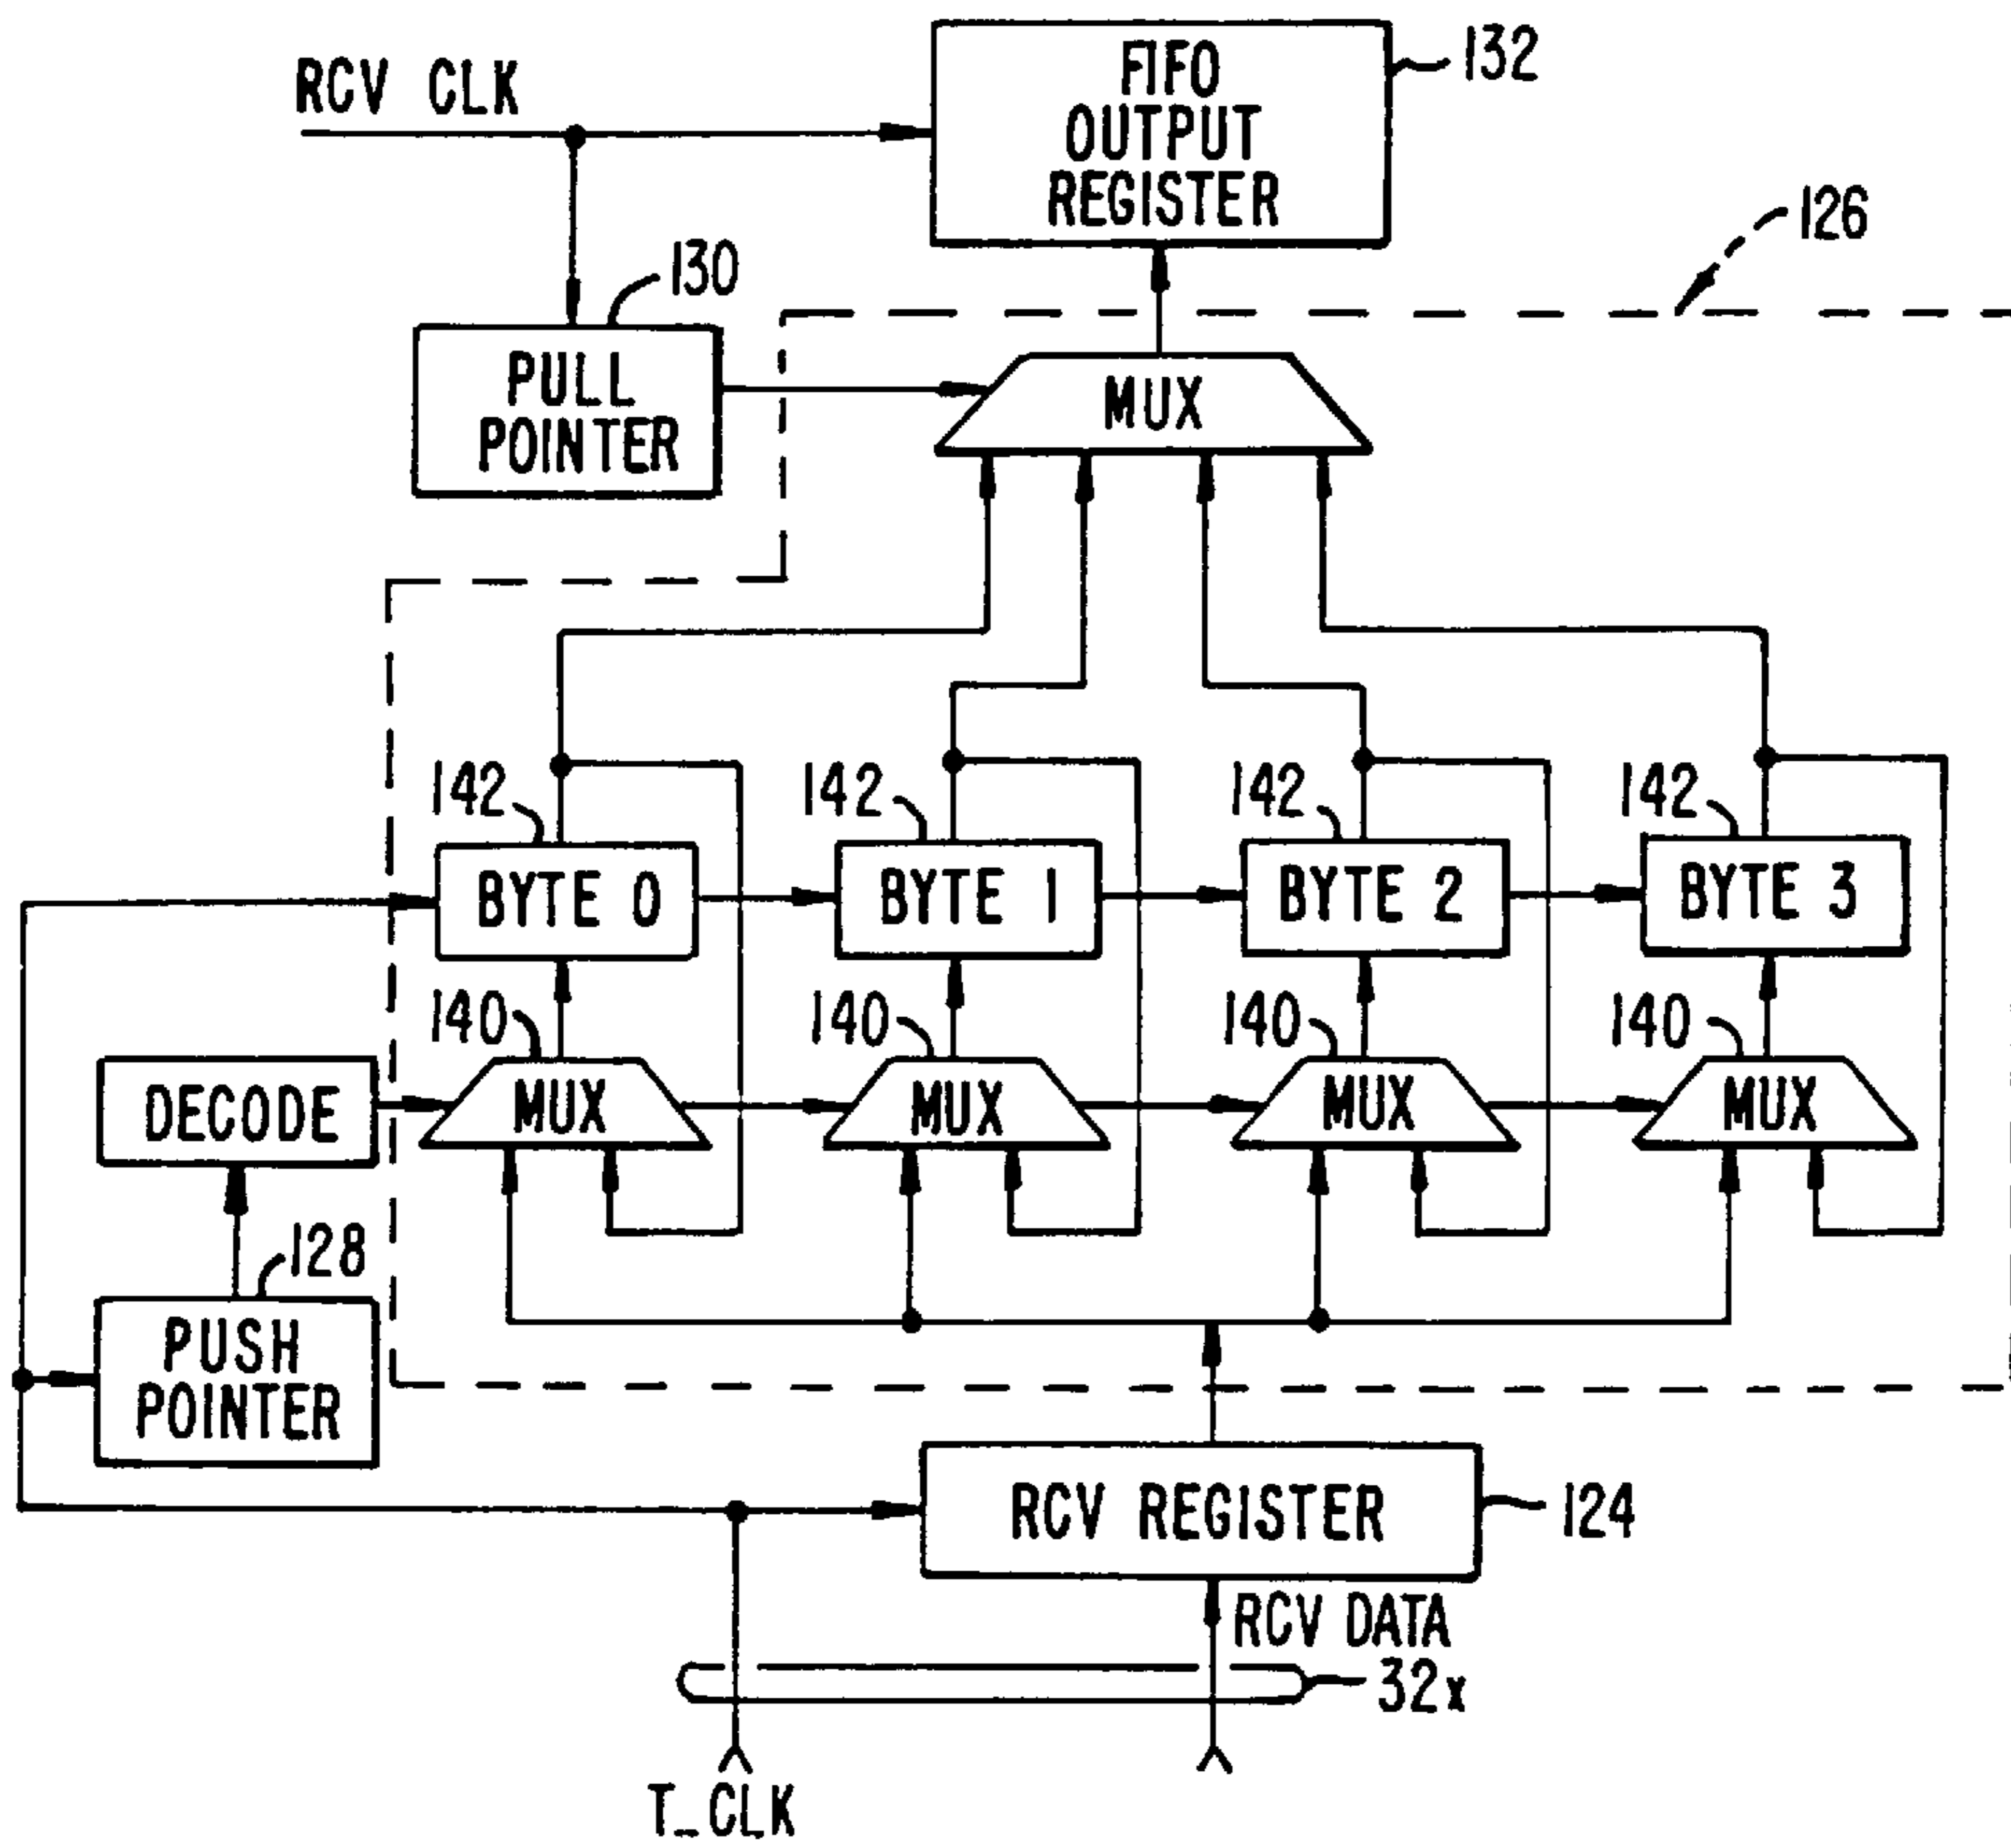 RCV CLK
FIFO
OUTPUT
REGISTER
132
126
130
PULL
POINTER
MUX
142
142
142
142
BYTE 0
BYTE 1
BYTE 2
BYTE 3
140
140
140
140
DECODE
MUX
MUX
MUX
MUX
128
PUSH
POINTER
RCV REGISTER
124
RCV DATA
32x
T_CLK